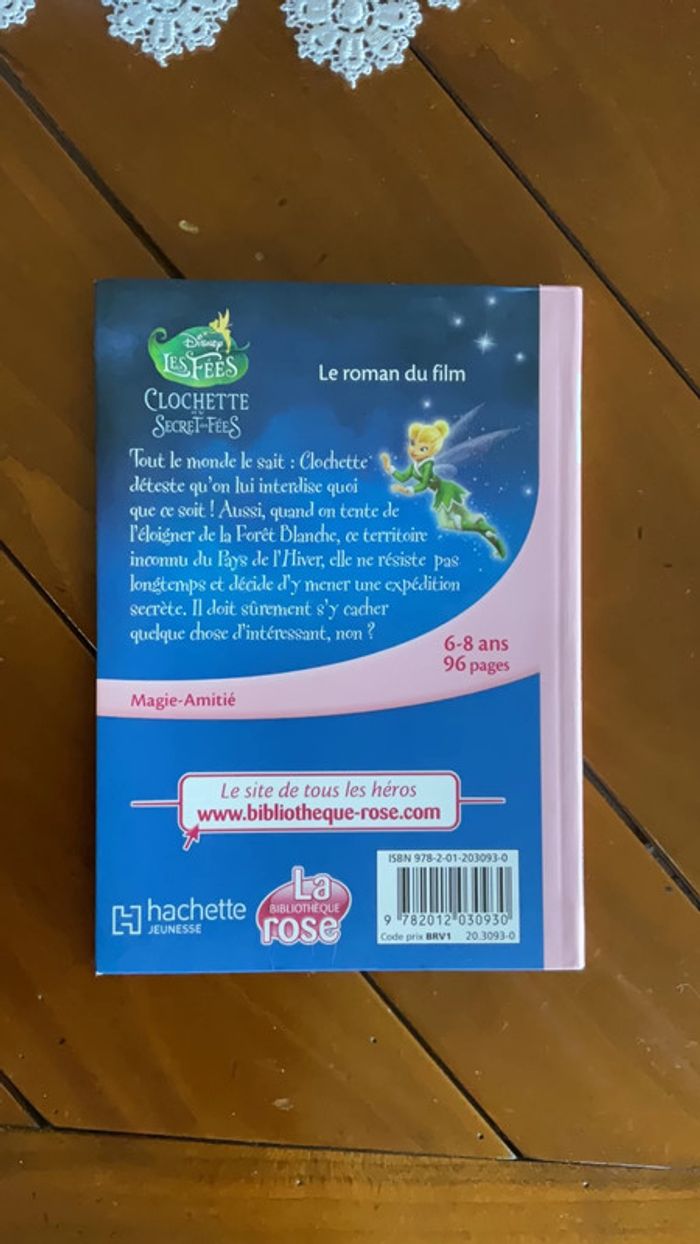 Disney
LES FÉES
CLOCHETTE
et le
SECRET des FÉES
Le roman du film
Tout le monde le sait : Clochette
déteste qu'on lui interdise quoi
que ce soit ! Aussi, quand on tente de
l'éloigner de la Forêt Blanche, ce territoire
inconnu du Pays de l'Hiver, elle ne résiste pas
longtemps et décide d'y mener une expédition
secrète. Il doit sûrement s'y cacher
quelque chose d'intéressant, non ?
6-8 ans
96 pages
Magie-Amitié
Le site de tous les héros
www.bibliotheque-rose.com
ISBN 978-2-01-203093-0
9 782012 030930
Code prix BRV1 20.3093-0
hachette
JEUNESSE
La
BIBLIOTHÈQUE
rose